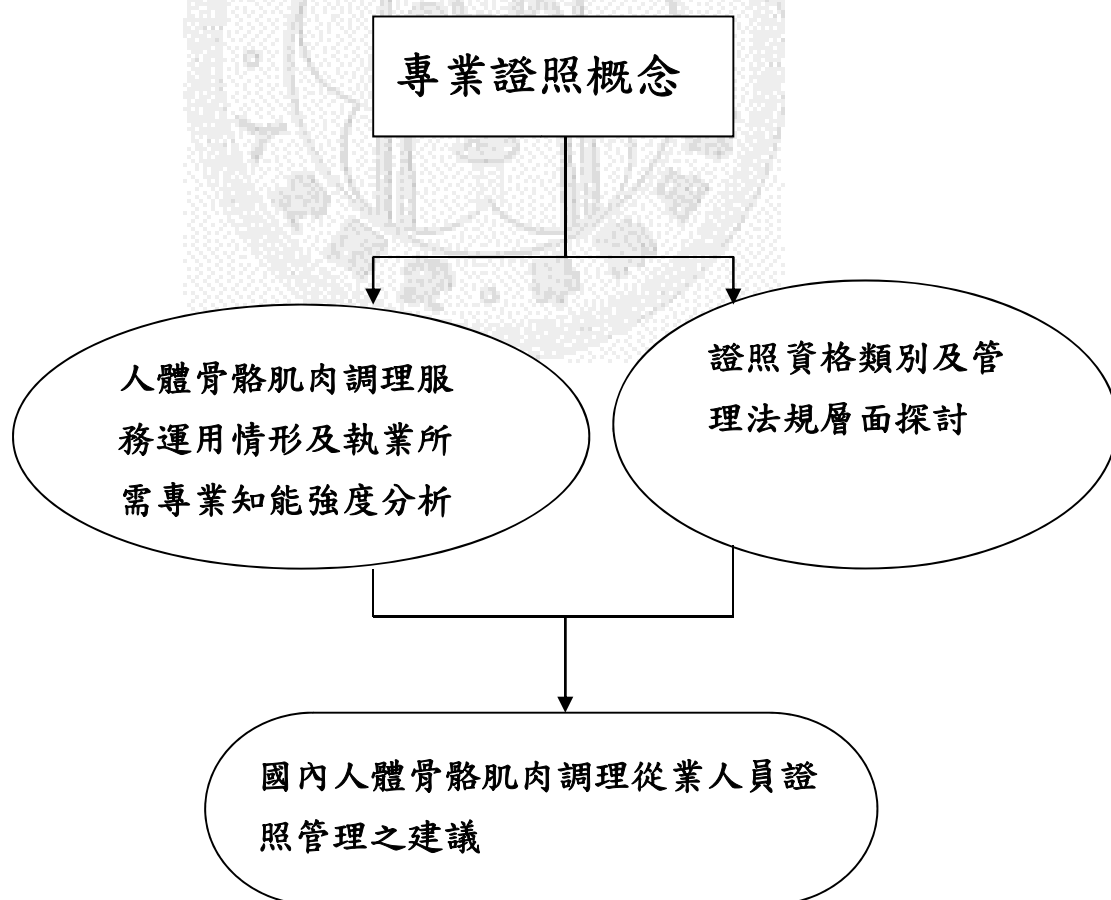 專業證照概念
人體骨骼肌肉調理服
務運用情形及執業所
需專業知能強度分析
證照資格類別及管
理法規層面探討
國內人體骨骼肌肉調理從業人員證
照管理之建議